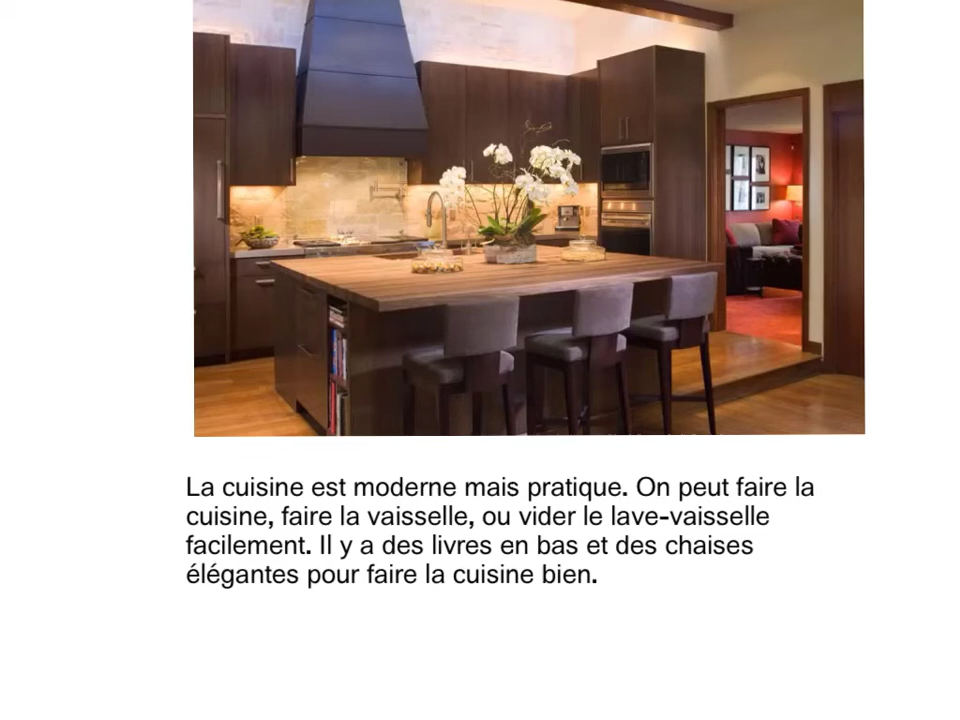 La cuisine est moderne mais pratique. On peut faire la
cuisine, faire la vaisselle, ou vider le lave-vaisselle
facilement. Il y a des livres en bas et des chaises
élégantes pour faire la cuisine bien.